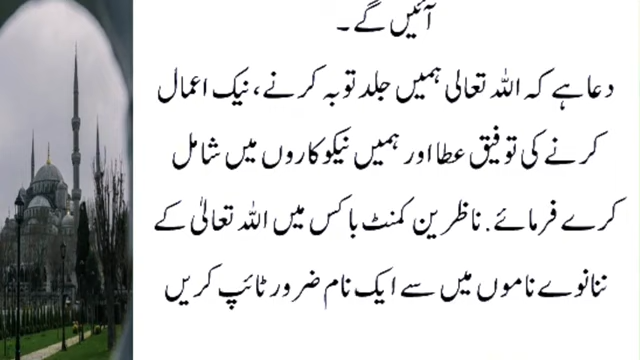 آئیں گے ۔
دعا ہے کہ اللہ تعالی ہمیں جلد توبہ کرنے، نیک اعمال
کرنے کی توفیق عطا اور ہمیں نیکوکاروں میں شامل
کرے فرمائے. ناظرین کمنٹ باکس میں اللہ تعالیٰ کے
ننانوے ناموں میں سے ایک نام ضرور ٹائپ کریں